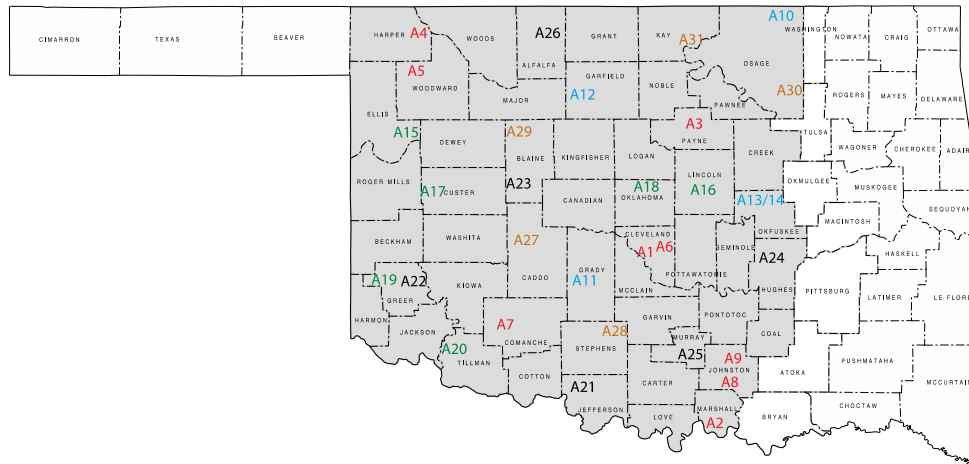 A10
A4 A26 A31
HARPER WOODS GRANT KAY WASHINGTON OTTAWA
CIMARRON TEXAS BEAVER NOWATA CRAIG
ALFALFA OSAGE
A5 GARFIELD
WOODWARD NOBLE A30 ROGERS MAYES
A12 MAJOR PAWNEE DELAWARE
ELLIS
A15 A29 A3 TULSA
DEWEY PAYNE WAGONER CHEROKEE ADAIR
BLAINE KINGFISHER LOGAN CREEK
ROGER MILLS A23 LINCOLN OKMULGEE
A17 CUSTER A18 A16 MUSKOGEE
CANADIAN OKLAHOMA A13/14 SEQUOYAH
MACINTOSH
BECKHAM WASHITA A27 CLEVELAND OKFUSKEE
A1 A6 SEMINOLE A24 HASKELL
GRADY POTTAWATOMIE
A19 A22 KIOWA CADDO A11 MCCLAIN HUGHES PITTSBURG LATIMER LE FLORE
GREER
HARMON A7 GARVIN PONTOTOC
JACKSON A28 COAL
A20 COMANCHE STEPHENS MURRAY
TILLMAN A25 A9 JOHNSTON ATOKA PUSHMATAHA
COTTON A21 CARTER A8 MCCURTAIN
JEFFERSON LOVE MARSHALL BRYAN CHOCTAW
A2